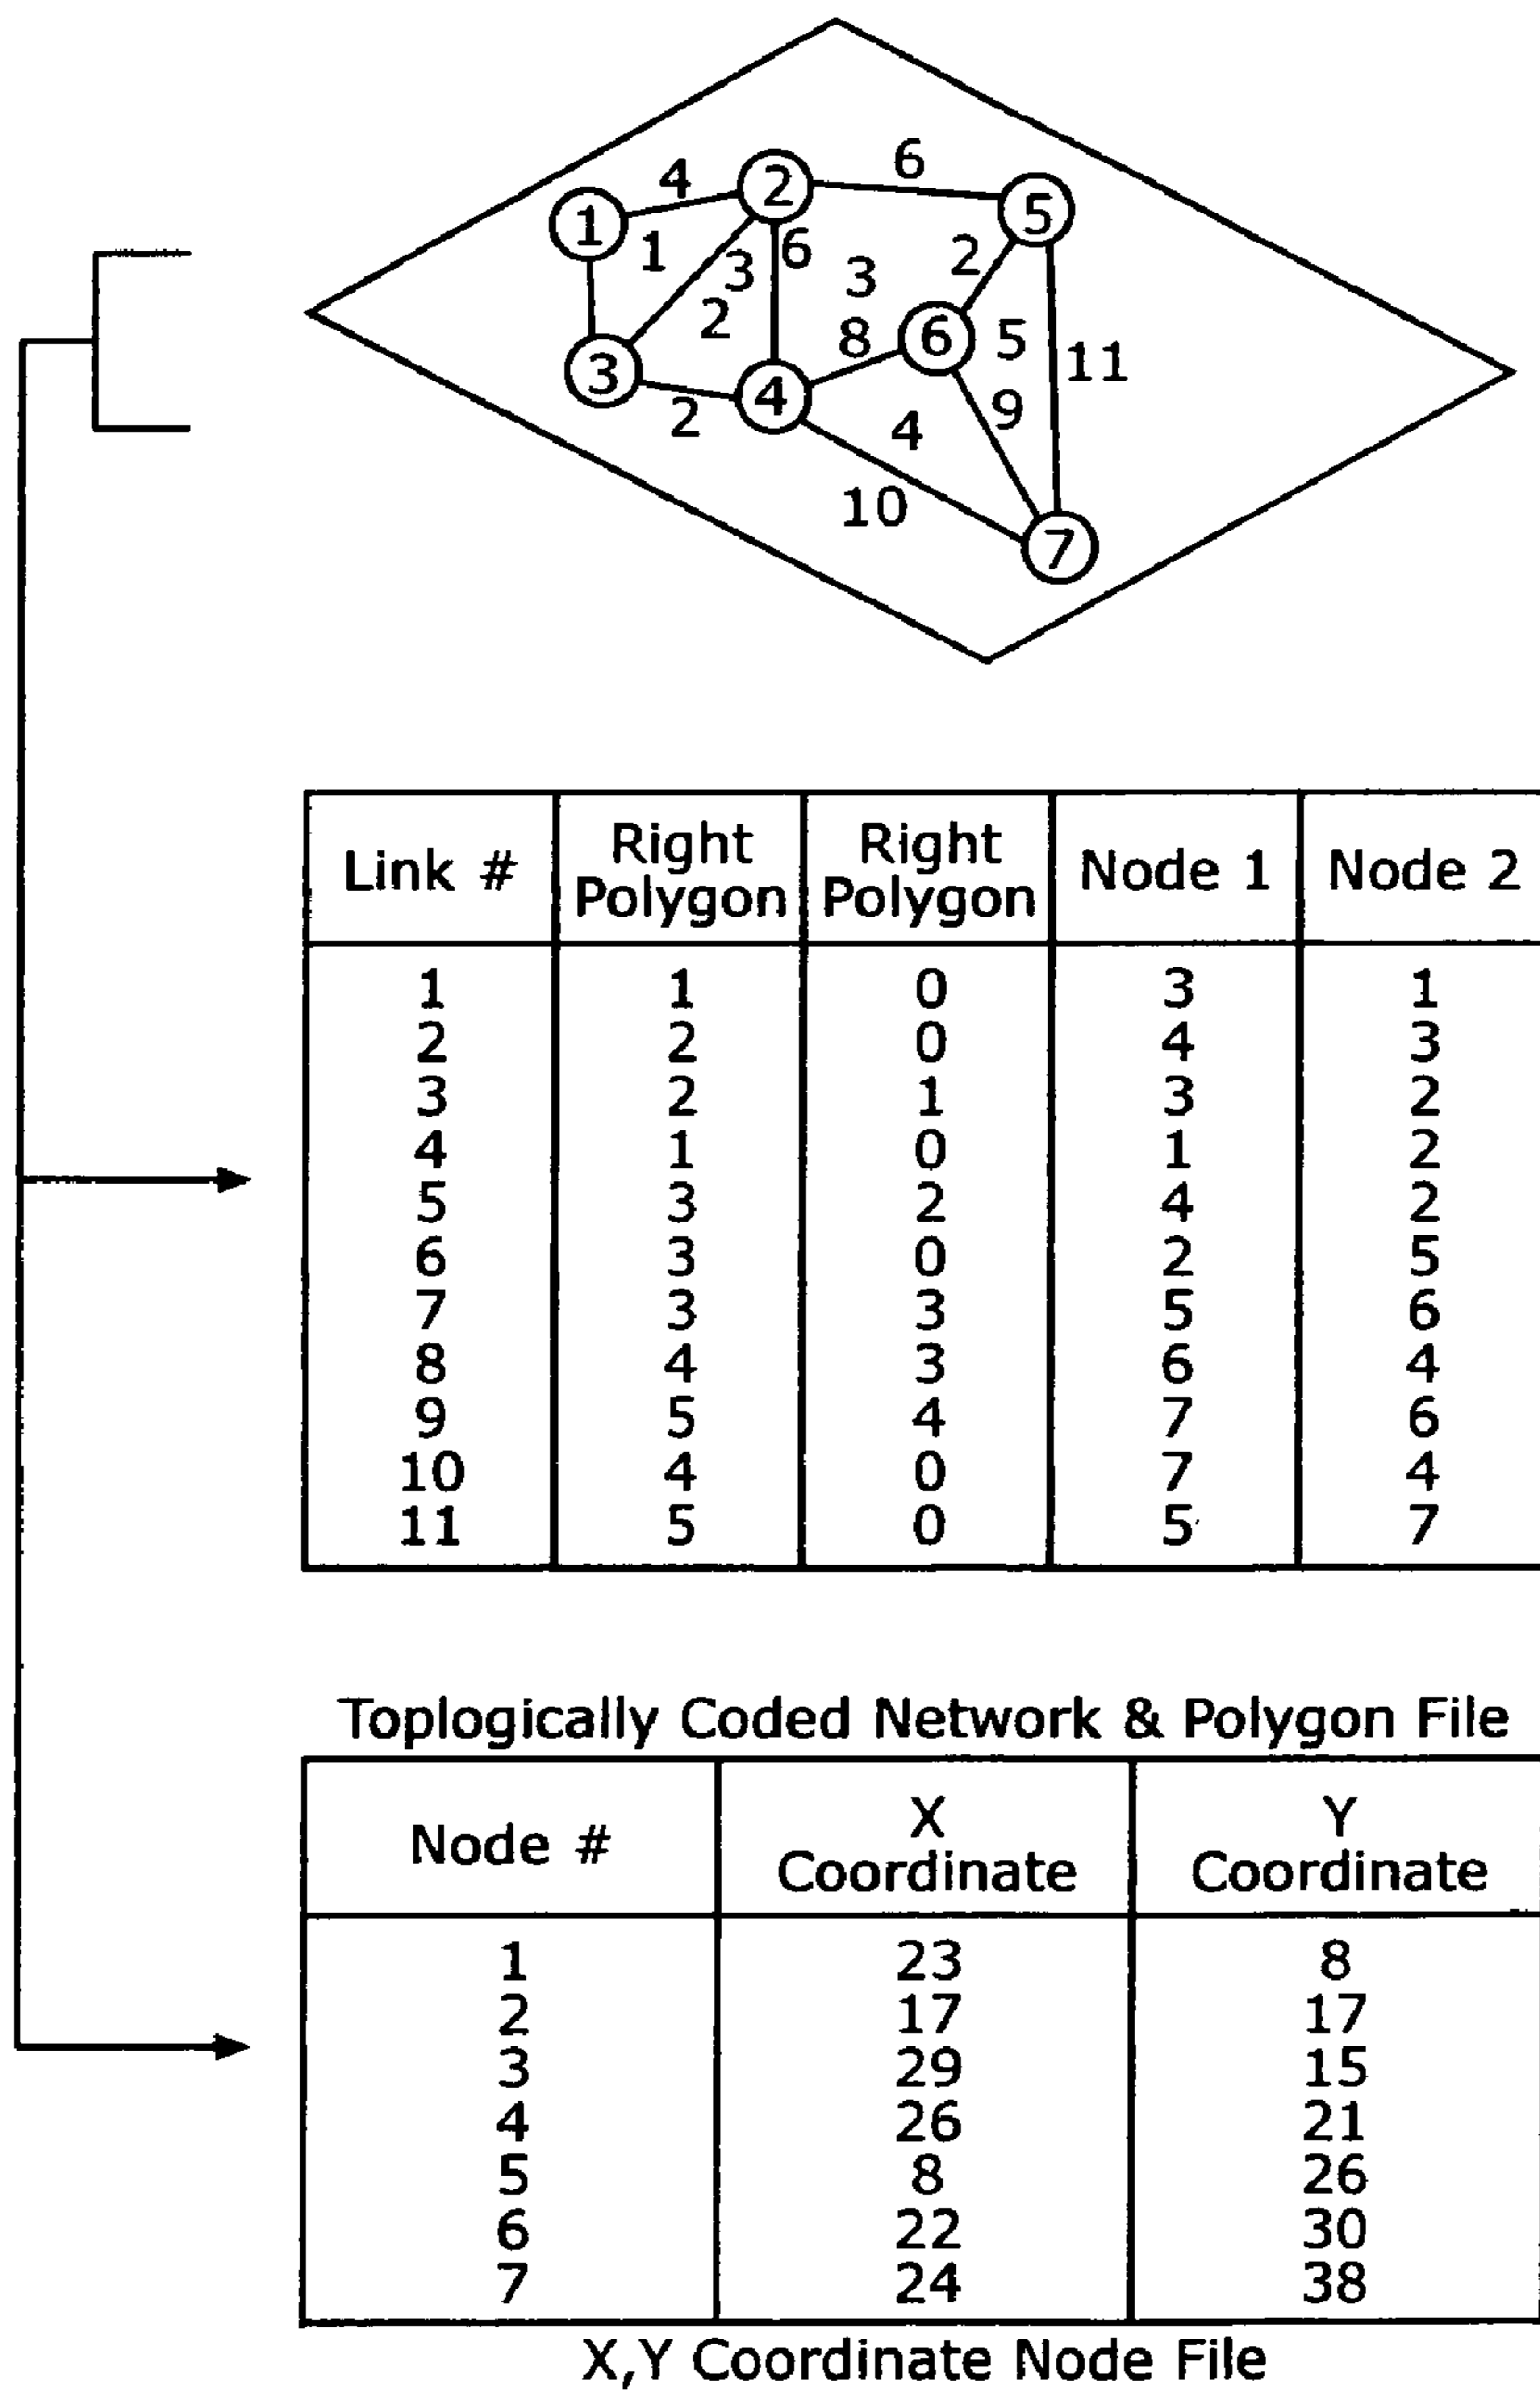 6
4 2
1 5
1 3 6 3 2
2 8 6 5 11
3 4 9
2 4
10
7
Link # Right Polygon Right Polygon Node 1 Node 2
1 1 0 3 1
2 2 0 4 3
3 2 1 3 2
4 1 0 1 2
5 3 2 4 2
6 3 0 2 5
7 3 3 5 6
8 4 3 6 4
9 5 4 7 6
10 4 0 7 4
11 5 0 5 7
Toplogically Coded Network & Polygon File
Node # X Coordinate Y Coordinate
1 23 8
2 17 17
3 29 15
4 26 21
5 8 26
6 22 30
7 24 38
X,Y Coordinate Node File